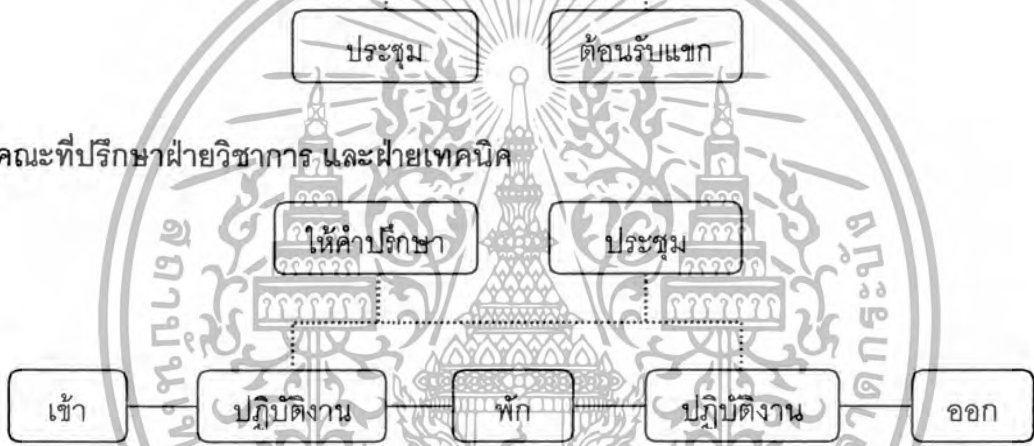 ประชุม ต้อนรับแขก
คณะที่ปรึกษาฝ่ายวิชาการ และฝ่ายเทคนิค
ให้คำปรึกษา ประชุม
เข้า ปฏิบัติงาน พัก ปฏิบัติงาน ออก